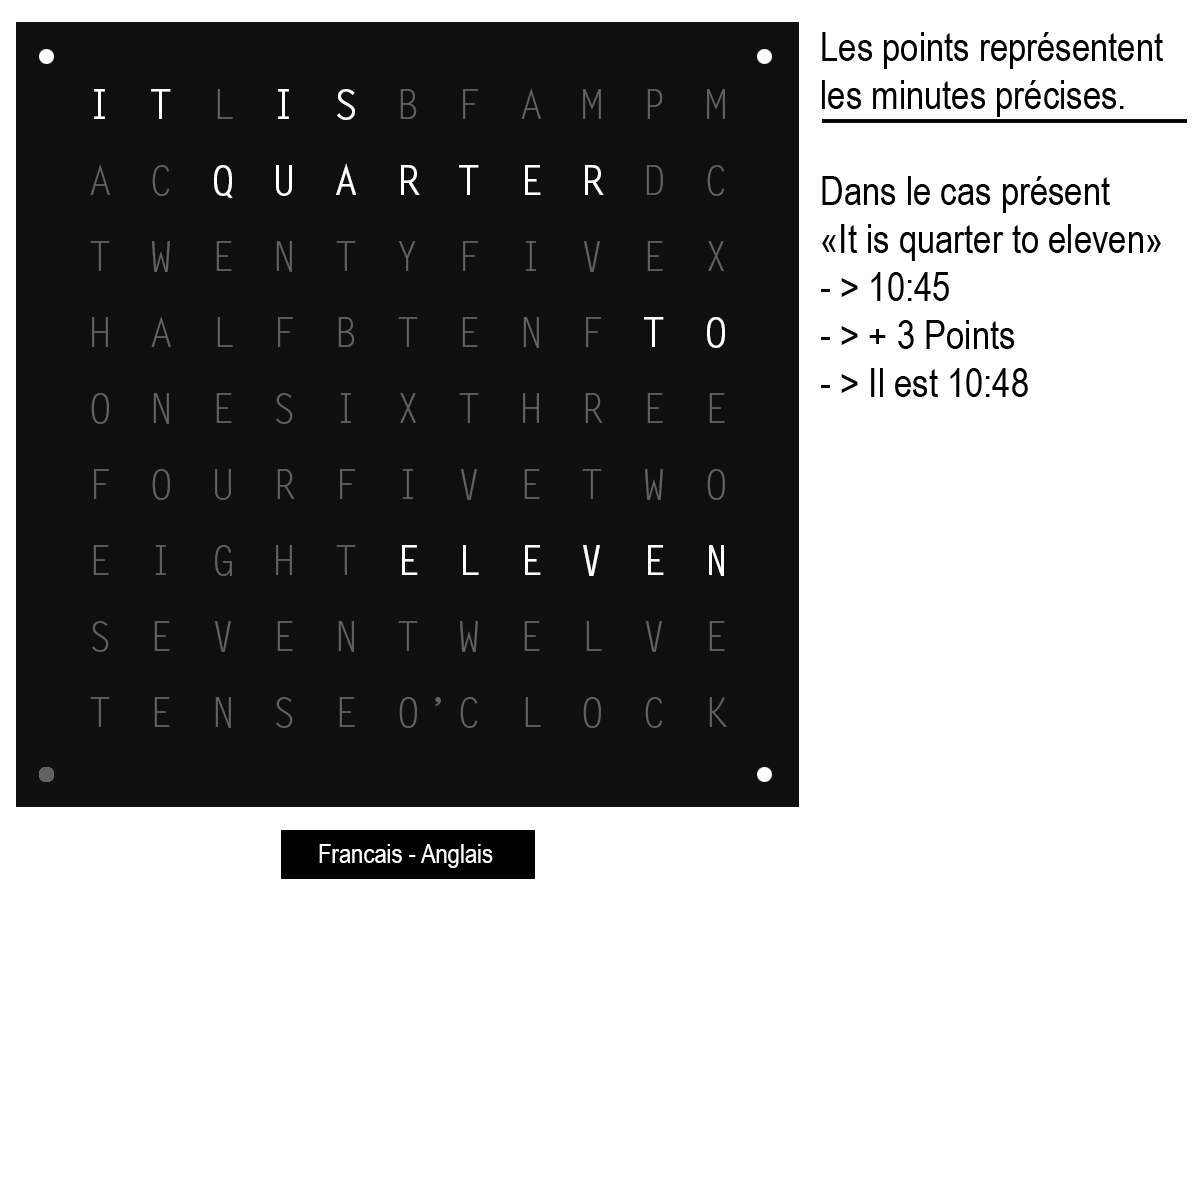 I T L I S B F A M P M
A C Q U A R T E R D C
T W E N T Y F I V E X
H A L F B T E N F T O
O N E S I X T H R E E
F O U R F I V E T W O
E I G H T E L E V E N
S E V E N T W E L V E
T E N S E O ' C L O C K
Francais - Anglais
Les points représentent
les minutes précises.
Dans le cas présent
«It is quarter to eleven»
- > 10:45
- > + 3 Points
- > Il est 10:48